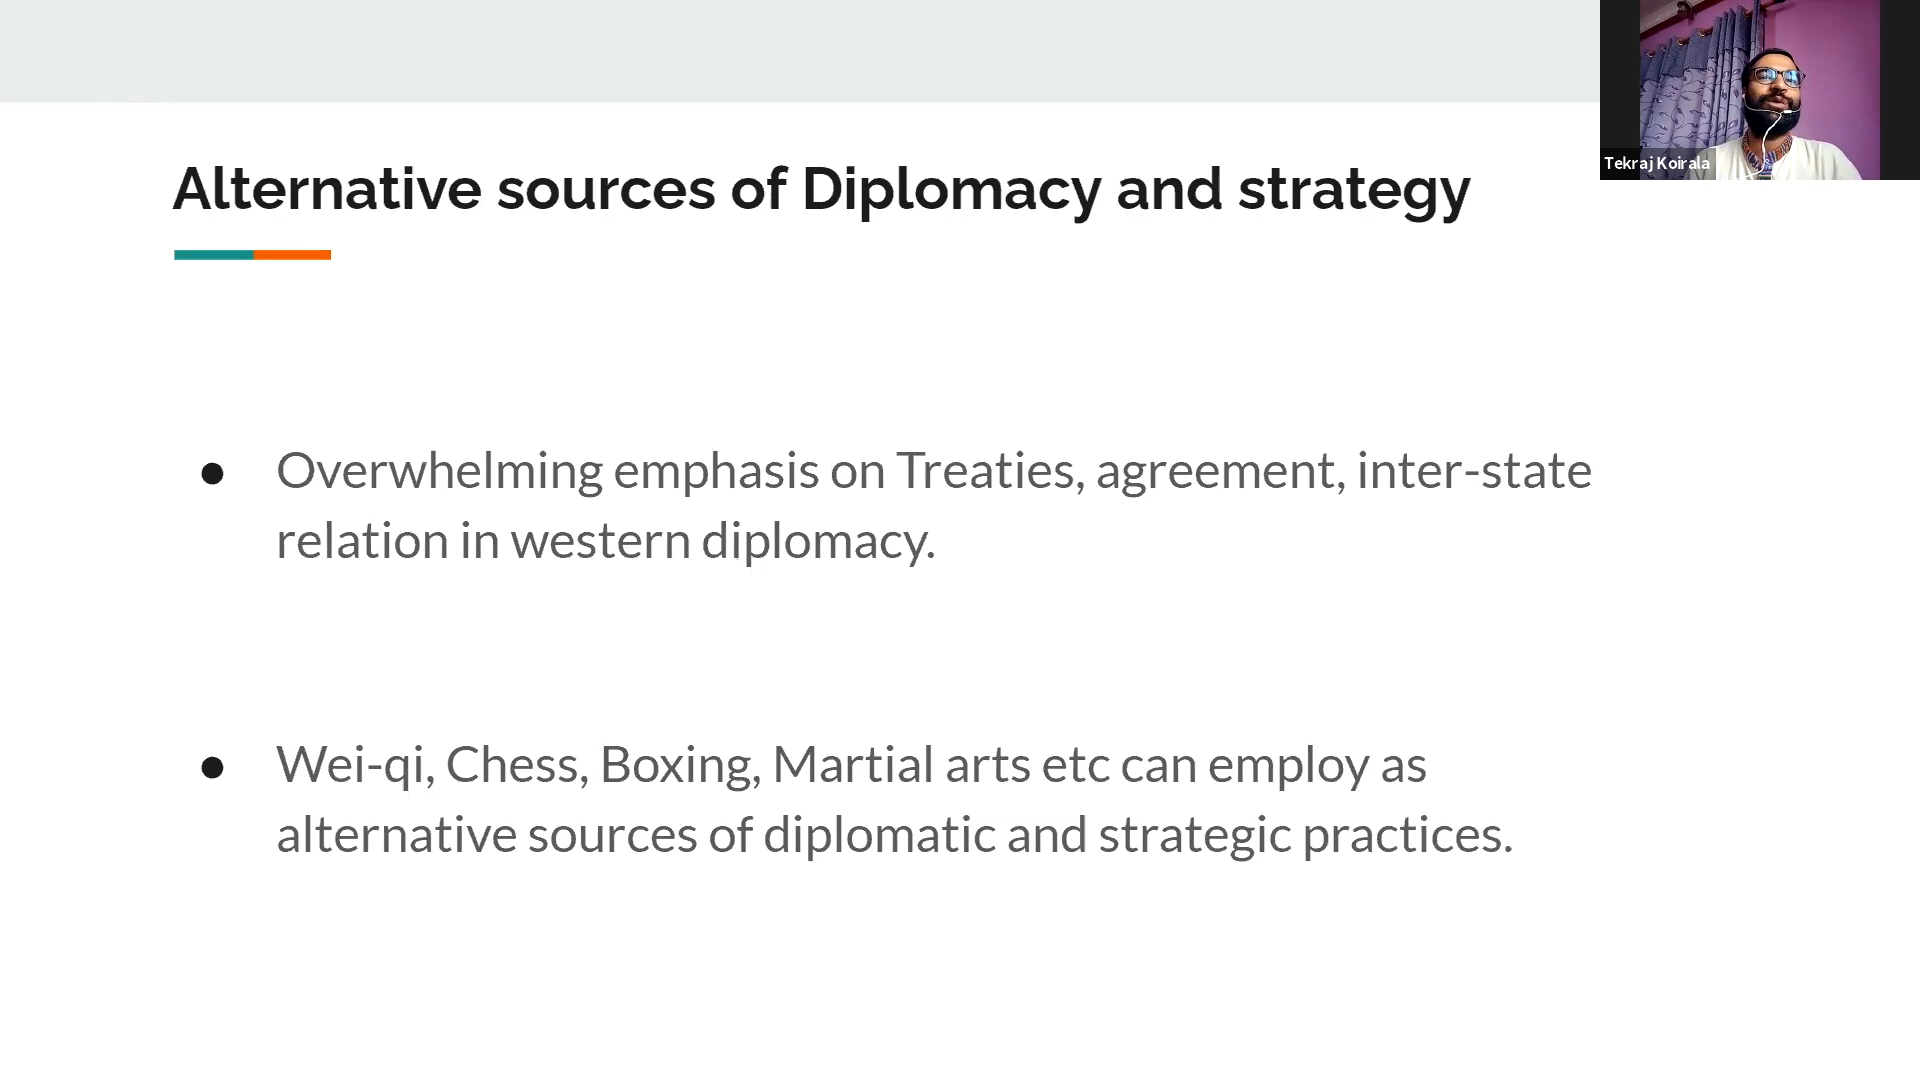 Tekraj Koirala
Alternative sources of Diplomacy and strategy
● Overwhelming emphasis on Treaties, agreement, inter-state
relation in western diplomacy.
● Wei-qi, Chess, Boxing, Martial arts etc can employ as
alternative sources of diplomatic and strategic practices.